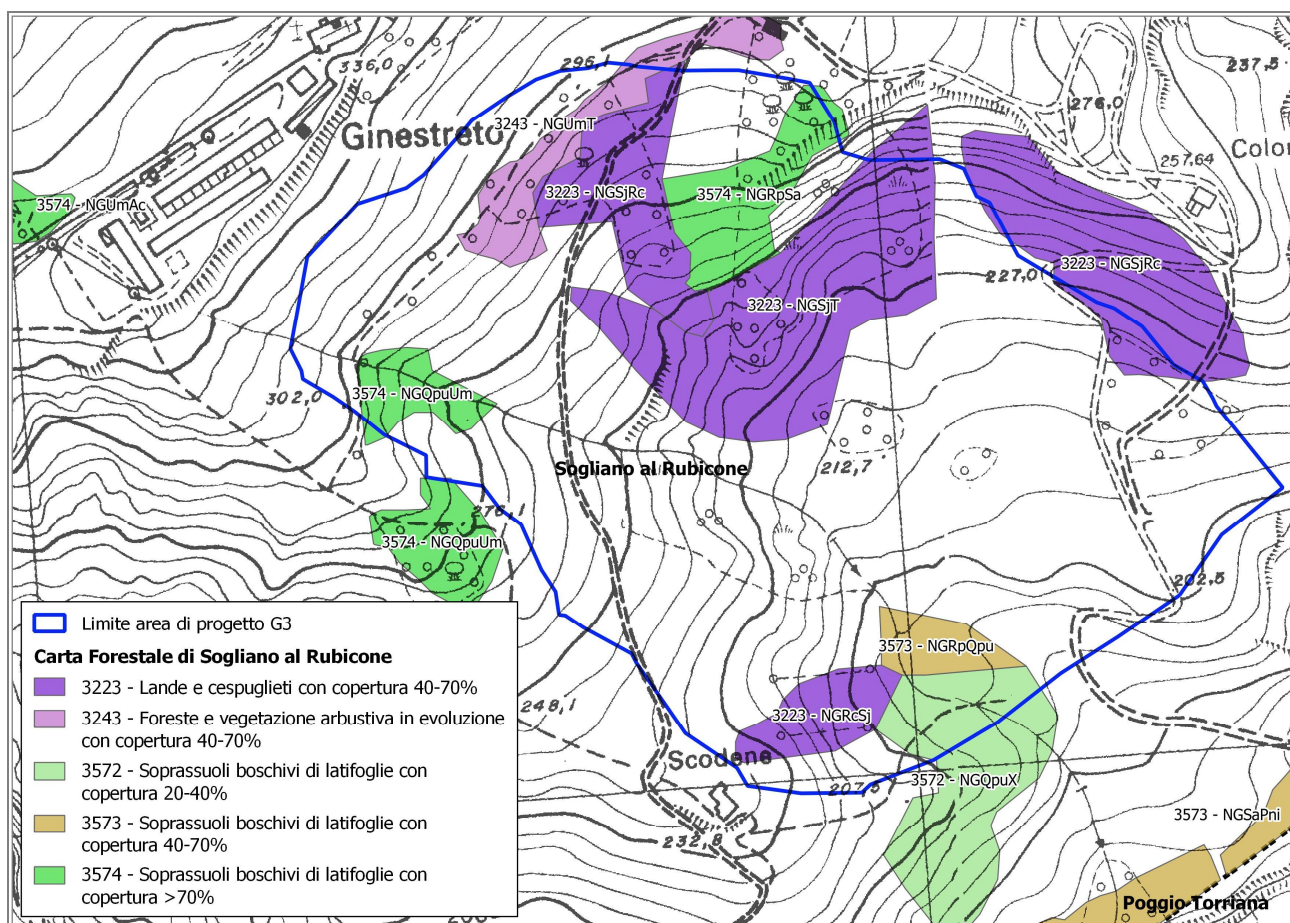 336,0
296,1
237,5
276,0
Ginestreto
3243 - NGUmT
257,64
Color
3574 - NGUmAc
3223 - NGSjRc
3574 - NGRpSa
3223 - NGSjRc
227,0
3223 - NGSjT
302,0
3574 - NGQpuUm
Sogliano al Rubicone
212,7
276,1
3574 - NGQpuUm
202,5
3573 - NGRpQpu
248,1
3223 - NGRcSj
Scodene
207,5
3572 - NGQpuX
232,8
3573 - NGSaPni
Poggio Torriana
Limite area di progetto G3
Carta Forestale di Sogliano al Rubicone
3223 - Lande e cespuglieti con copertura 40-70%
3243 - Foreste e vegetazione arbustiva in evoluzione
con copertura 40-70%
3572 - Soprassuoli boschivi di latifoglie con
copertura 20-40%
3573 - Soprassuoli boschivi di latifoglie con
copertura 40-70%
3574 - Soprassuoli boschivi di latifoglie con
copertura >70%